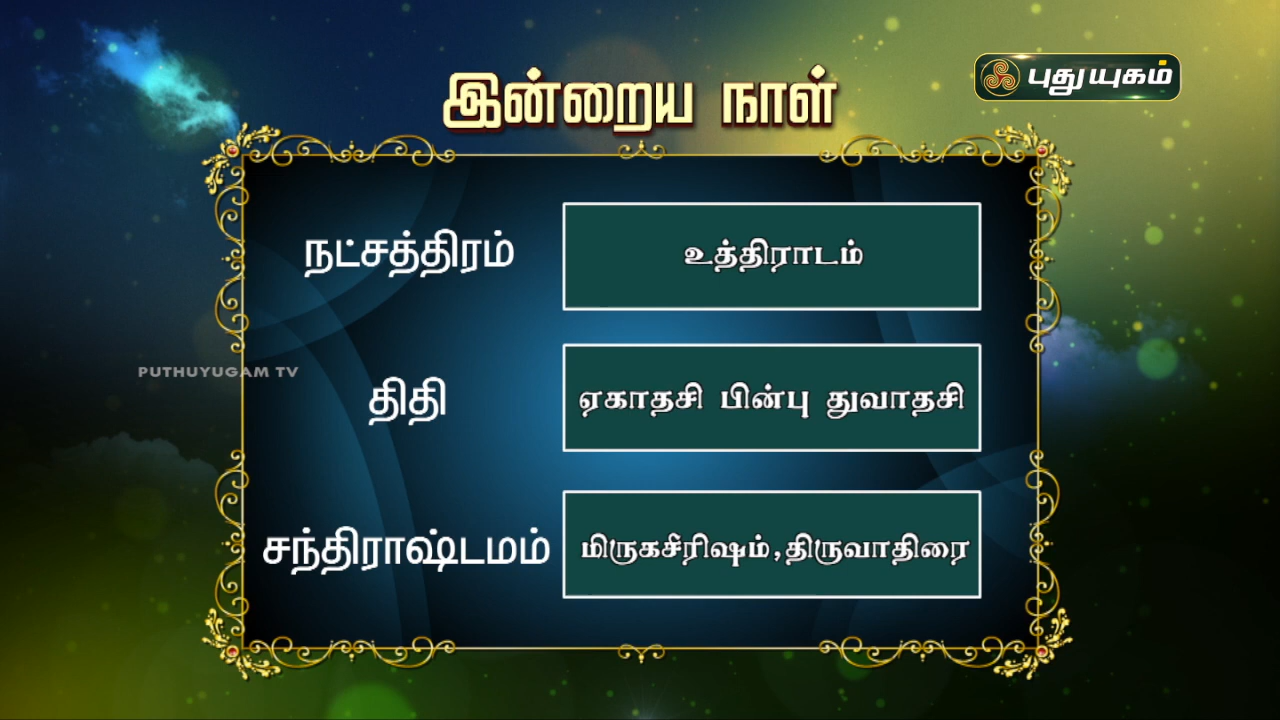 இன்றைய நாள்
புதுயுகம்
நட்சத்திரம் உத்திராடம்
PUTHUYUGAM TV
திதி ஏகாதசி பின்பு துவாதசி
சந்திராஷ்டமம் மிருகசீரிஷம்,திருவாதிரை